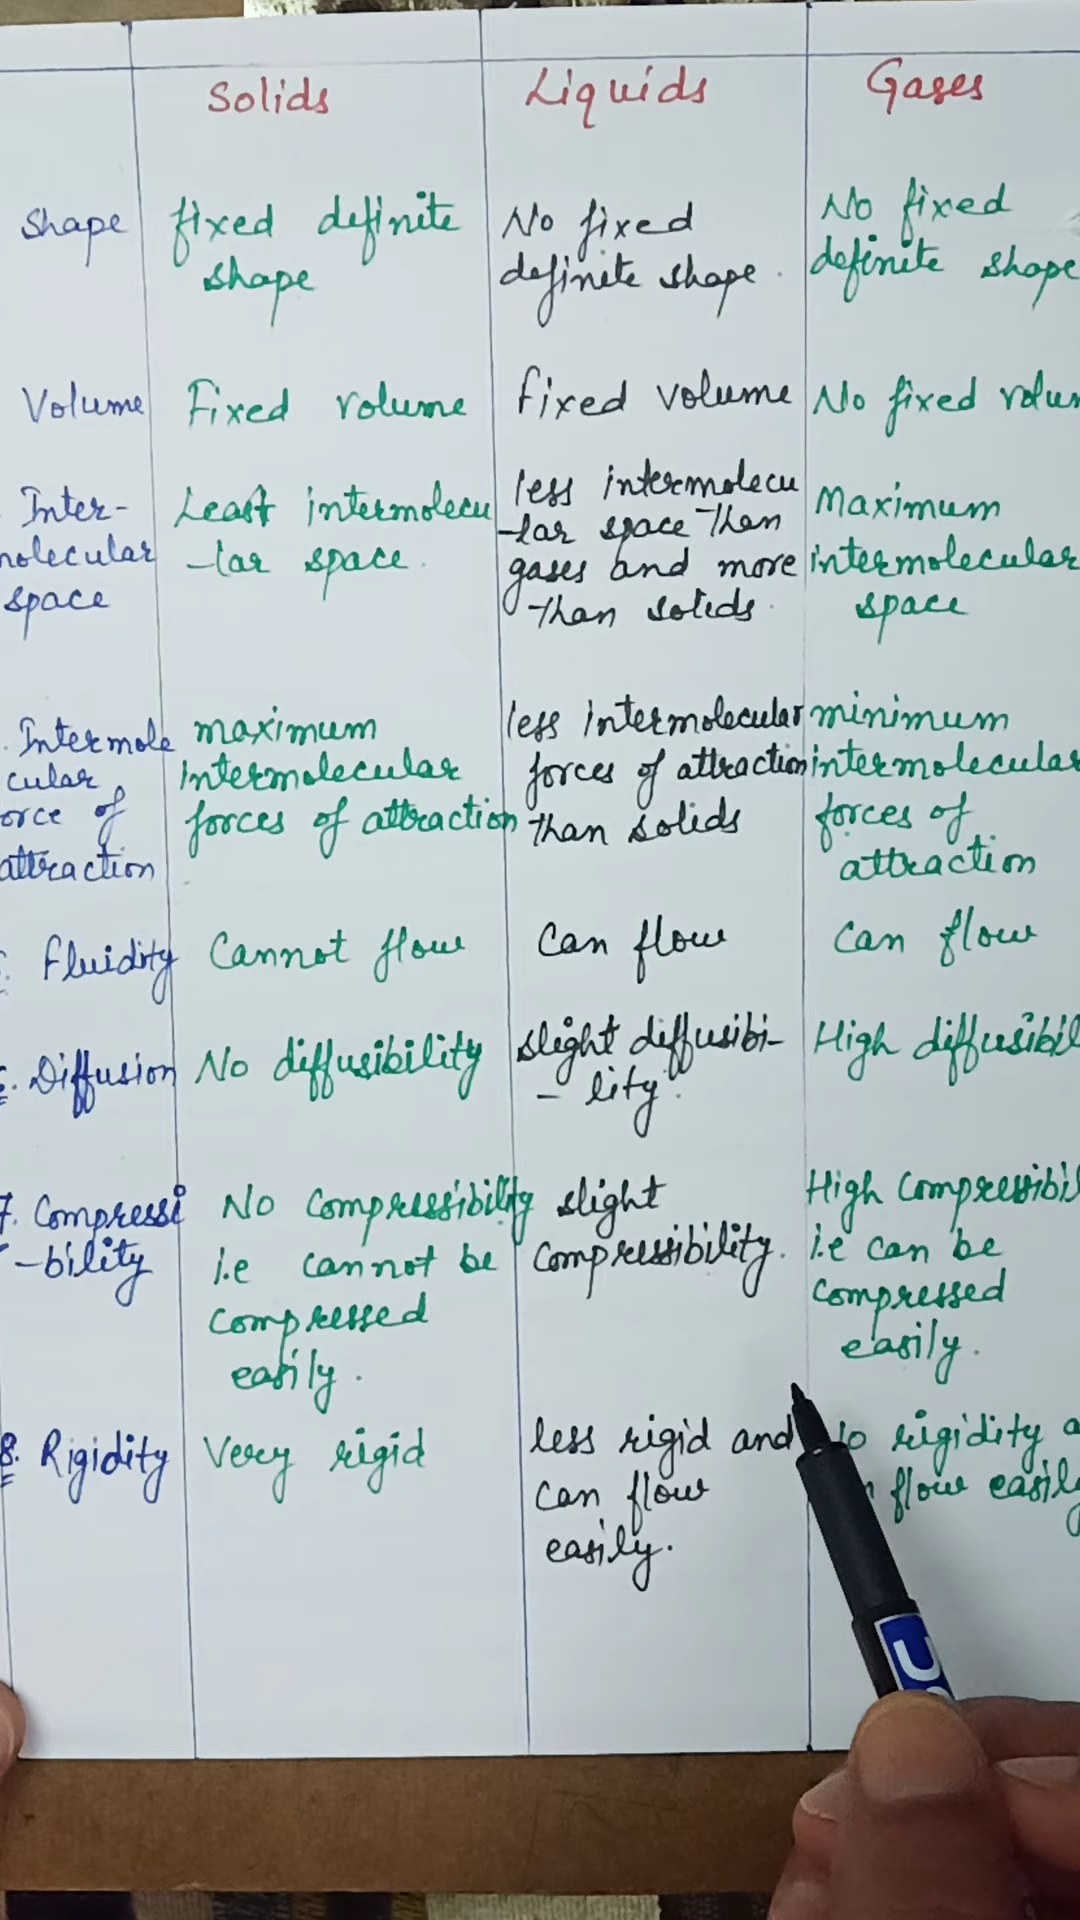 Solids Liquids Gases
Shape
fixed definite
shape
No fixed
definite shape.
No fixed
definite shape
Volume
Fixed volume
fixed volume
No fixed
Inter-
space
Least intermolecu
-lar space.
less intermolecu
-lar space than
gases and more
than solids.
Maximum
intermolecular
space
Intermole
cular
of
attraction
maximum
intermolecular
forces of attraction
less intermolecular
forces of attraction
than solids
minimum
intermolecular
forces of
attraction
Fluidity
Cannot flow
Can flow
Can flow
Diffusion
No diffusibility
slight diffusibi-
- lity.
High
7. Compressi
-bility
No compressibility
i.e cannot be
compressed
easily.
slight
compressibility.
High
i.e can be
compressed
easily.
8. Rigidity
Very rigid
less rigid and
can flow
easily.
rigidity
flow easily
U